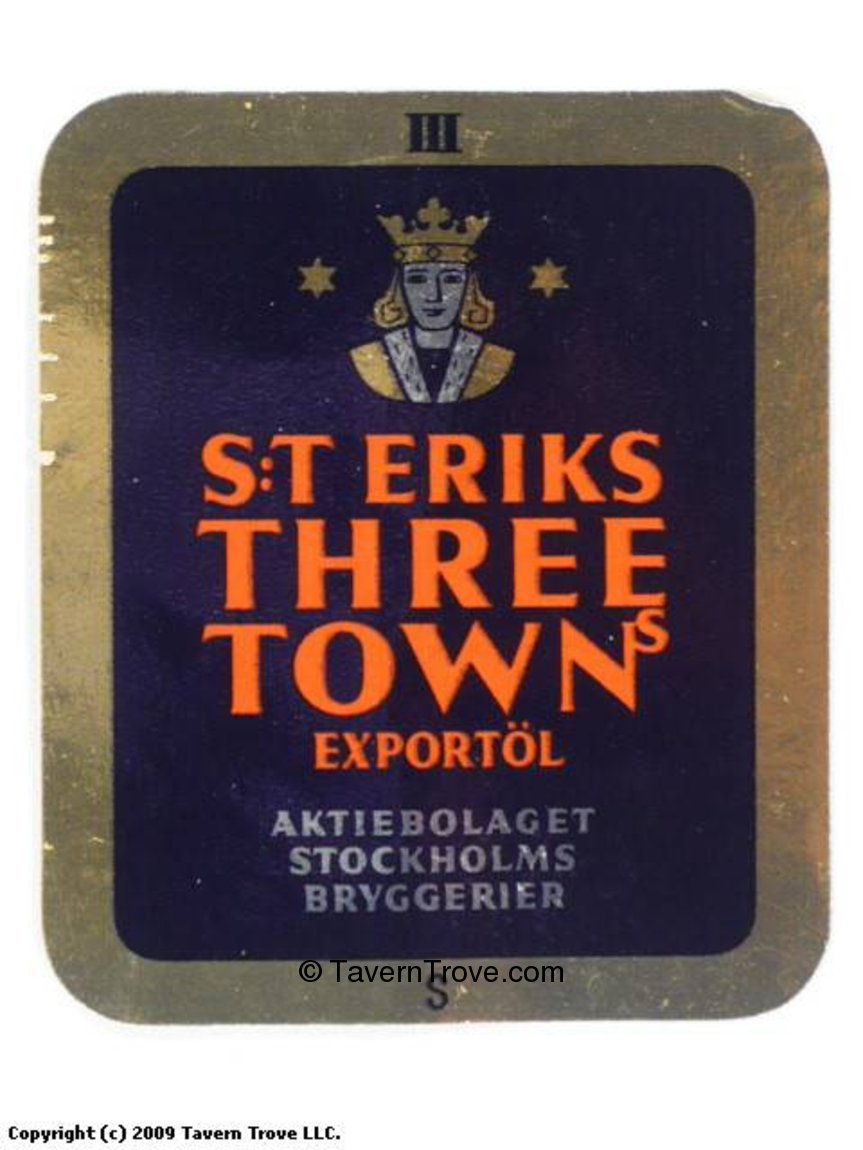 III
S:T ERIKS
THREE
TOWNS
EXPORTÖL
AKTIEBOLAGET
STOCKHOLMS
BRYGGERIER
© TavernTrove.com
S
Copyright (c) 2009 Tavern Trove LLC.